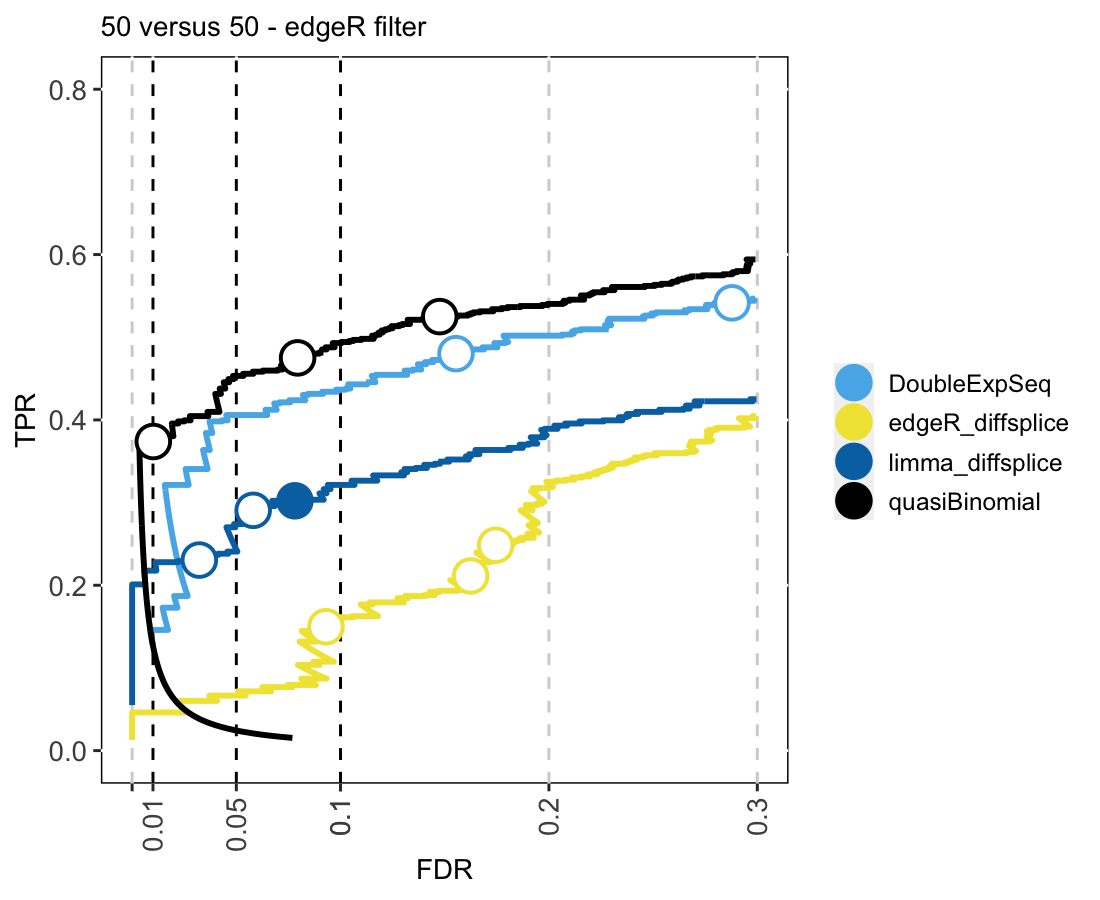 50 versus 50 - edgeR filter
TPR
0.8
0.6
0.4
0.2
0.0
0.01
0.05
0.1
0.2
0.3
FDR
DoubleExpSeq
edgeR_diffsplice
limma_diffsplice
quasiBinomial